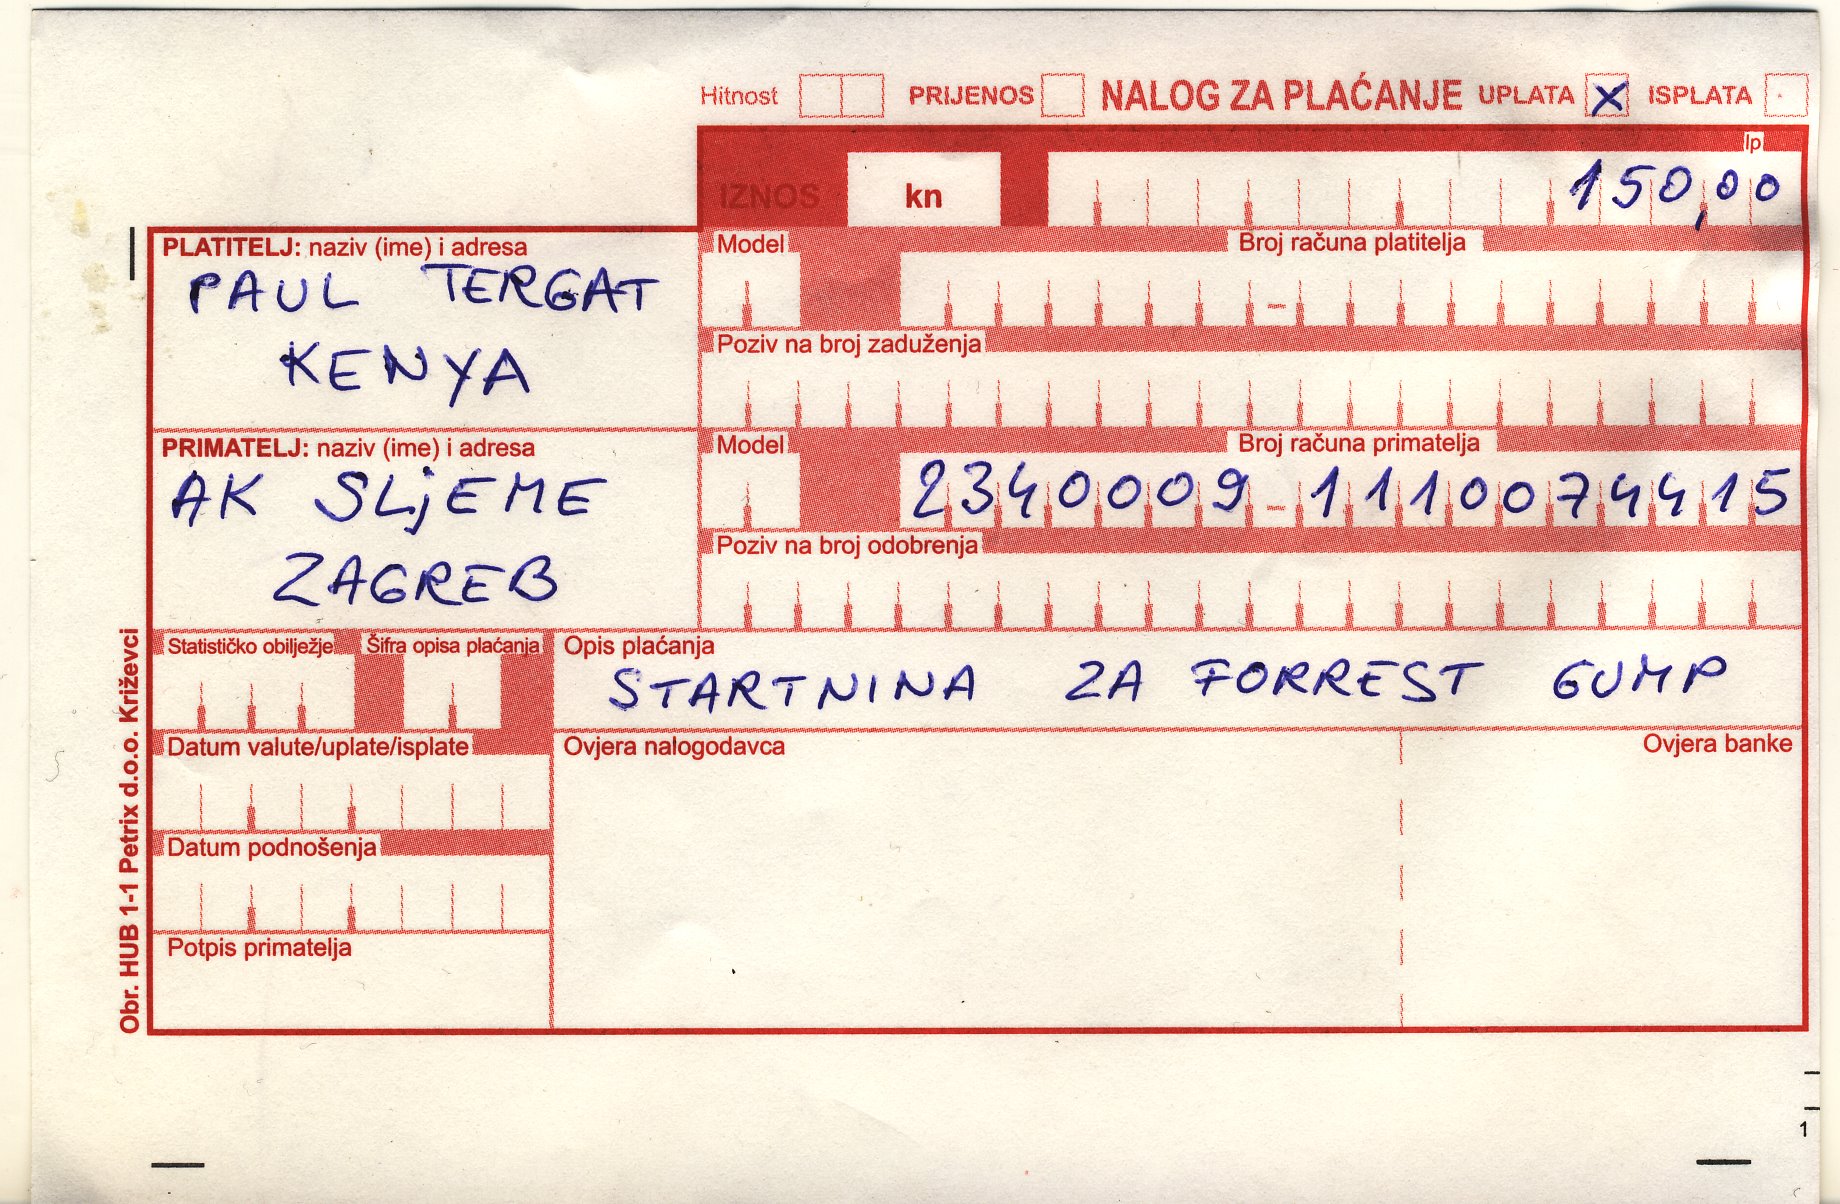 Hitnost PRIJENOS NALOG ZA PLAĆANJE UPLATA X ISPLATA
lp
IZNOS kn 150,00
PLATITELJ: naziv (ime) i adresa
PAUL TERGAT
KENYA
Model Broj računa platitelja
Poziv na broj zaduženja
PRIMATELJ: naziv (ime) i adresa
AK SLjEME
ZAGREB
Model Broj računa primatelja
2340009-1110074415
Poziv na broj odobrenja
Statističko obilježje Šifra opisa plaćanja
Opis plaćanja
STARTNINA ZA FORREST GUMP
Datum valute/uplate/isplate
Ovjera nalogodavca
Ovjera banke
Datum podnošenja
Potpis primatelja
Obr. HUB 1-1 Petrix d.o.o. Križevci
1